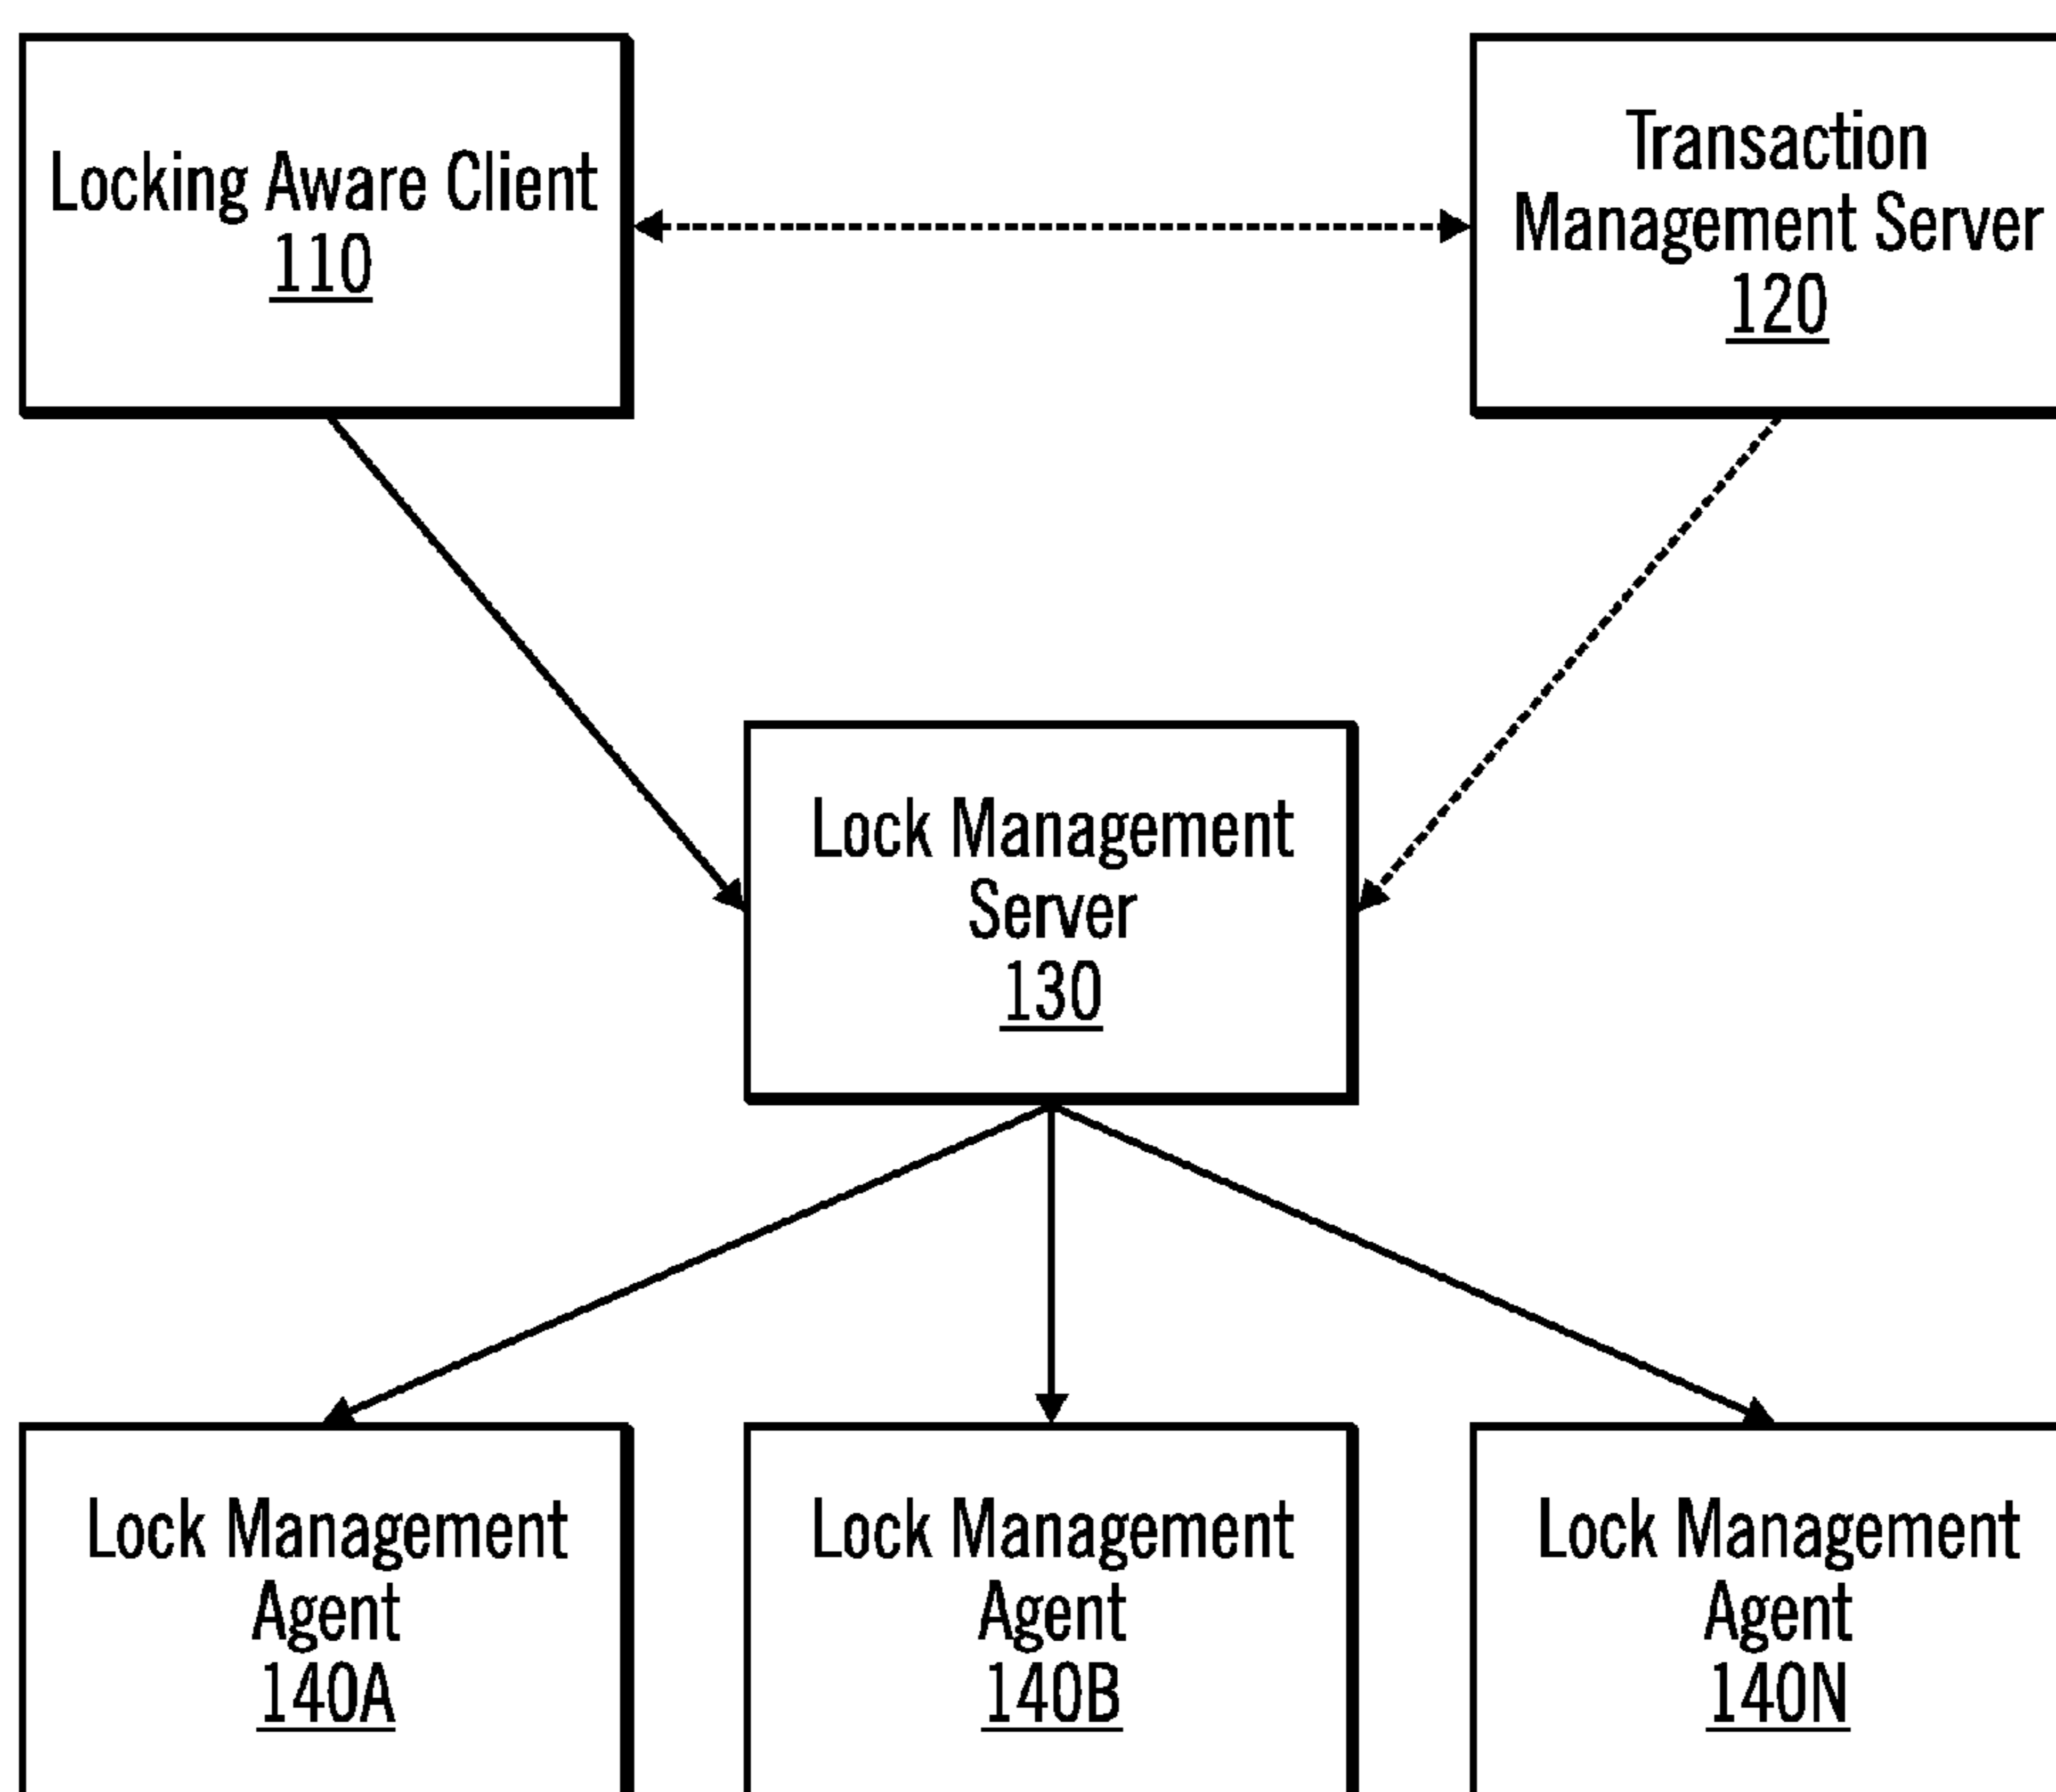 Locking Aware Client
110
Transaction
Management Server
120
Lock Management
Server
130
Lock Management
Agent
140A
Lock Management
Agent
140B
Lock Management
Agent
140N